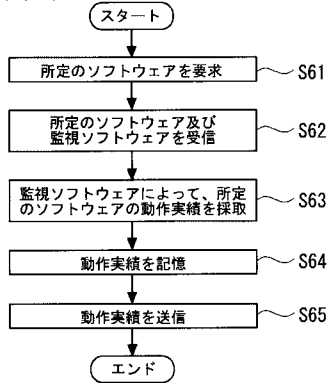 スタート
所定のソフトウェアを要求
S61
所定のソフトウェア及び
監視ソフトウェアを受信
S62
監視ソフトウェアによって、所定
のソフトウェアの動作実績を採取
S63
動作実績を記憶
S64
動作実績を送信
S65
エンド